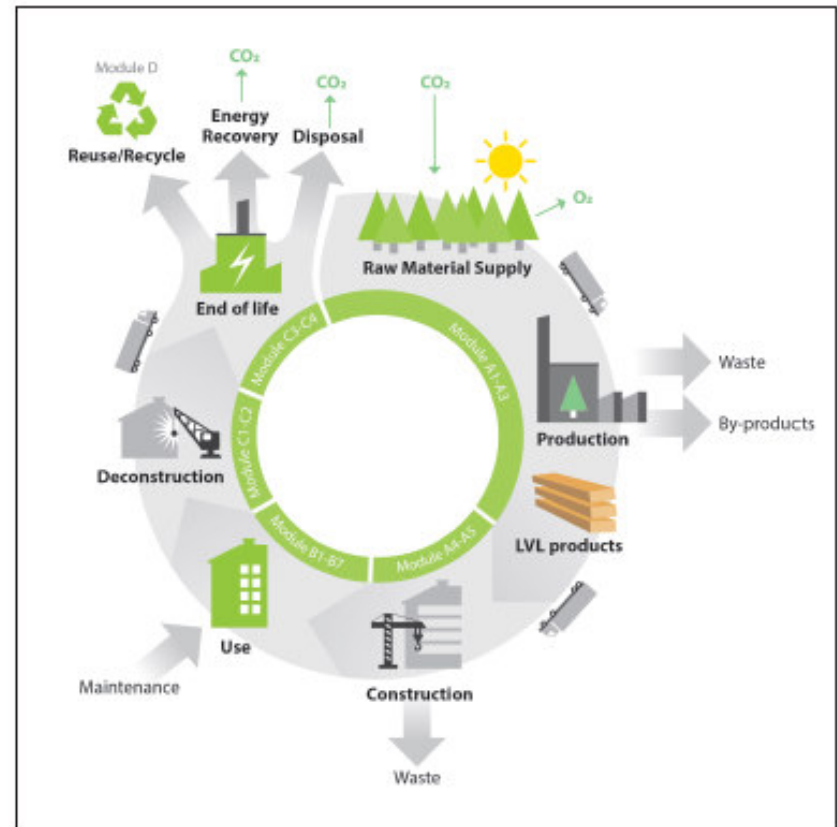 Module D
Reuse/Recycle
CO₂
Energy
Recovery
CO₂
Disposal
CO₂
O₂
Raw Material Supply
End of life
Module C3-C4
Module A1-A3
Waste
By-products
Production
Deconstruction
Module C1-C2
LVL products
Module B1-B7
Module A4-A5
Use
Maintenance
Construction
Waste